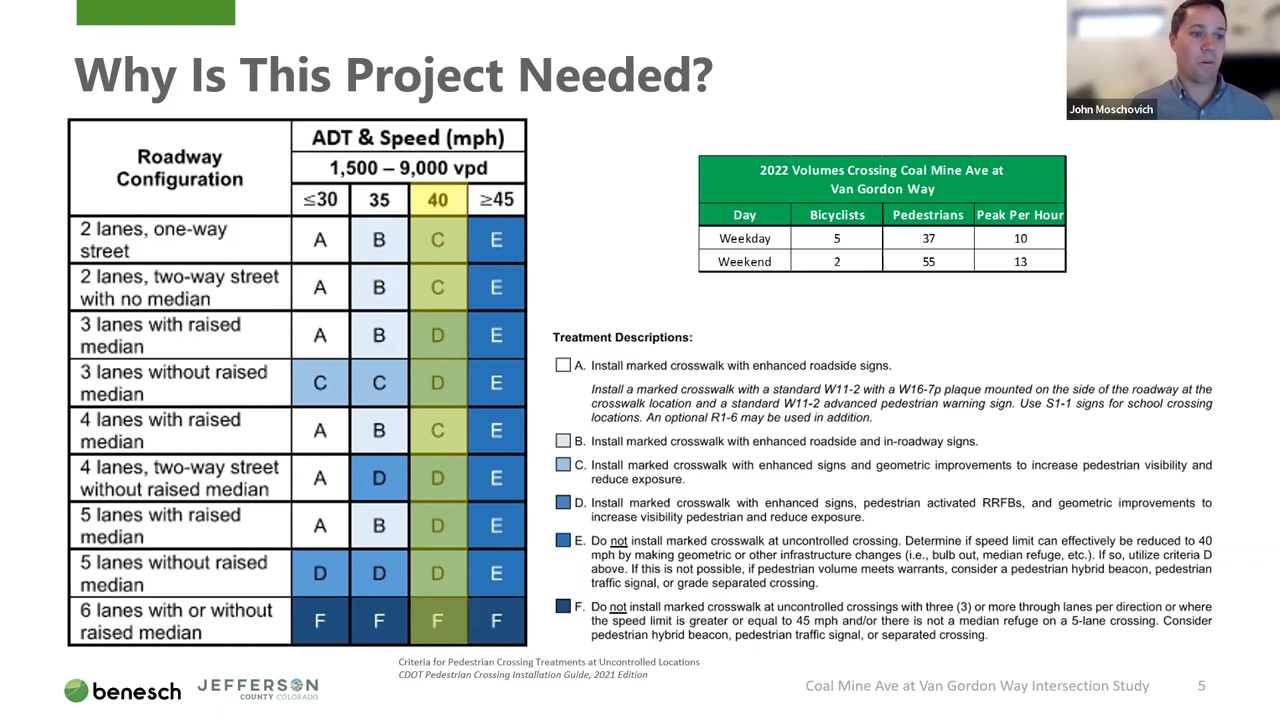 Why Is This Project Needed?
John Moschovich
Roadway Configuration
ADT & Speed (mph)
1,500 – 9,000 vpd
≤30 35 40 ≥45
2 lanes, one-way street A B C E
2 lanes, two-way street with no median A B C E
3 lanes with raised median A B D E
3 lanes without raised median C C D E
4 lanes with raised median A B C E
4 lanes, two-way street without raised median A D D E
5 lanes with raised median A B D E
5 lanes without raised median D D D E
6 lanes with or without raised median F F F F
2022 Volumes Crossing Coal Mine Ave at
Van Gordon Way
Day Bicyclists Pedestrians Peak Per Hour
Weekday 5 37 10
Weekend 2 55 13
Treatment Descriptions:
A. Install marked crosswalk with enhanced roadside signs.
Install a marked crosswalk with a standard W11-2 with a W16-7p plaque mounted on the side of the roadway at the
crosswalk location and a standard W11-2 advanced pedestrian warning sign. Use S1-1 signs for school crossing
locations. An optional R1-6 may be used in addition.
B. Install marked crosswalk with enhanced roadside and in-roadway signs.
C. Install marked crosswalk with enhanced signs and geometric improvements to increase pedestrian visibility and
reduce exposure.
D. Install marked crosswalk with enhanced signs, pedestrian activated RRFBs, and geometric improvements to
increase visibility pedestrian and reduce exposure.
E. Do not install marked crosswalk at uncontrolled crossing. Determine if speed limit can effectively be reduced to 40
mph by making geometric or other infrastructure changes (i.e., bulb out, median refuge, etc.). If so, utilize criteria D
above. If this is not possible, if pedestrian volume meets warrants, consider a pedestrian hybrid beacon, pedestrian
traffic signal, or grade separated crossing.
F. Do not install marked crosswalk at uncontrolled crossings with three (3) or more through lanes per direction or where
the speed limit is greater or equal to 45 mph and/or there is not a median refuge on a 5-lane crossing. Consider
pedestrian hybrid beacon, pedestrian traffic signal, or separated crossing.
Criteria for Pedestrian Crossing Treatments at Uncontrolled Locations
CDOT Pedestrian Crossing Installation Guide, 2021 Edition
benesch
JEFFERSON
COUNTY COLORADO
Coal Mine Ave at Van Gordon Way Intersection Study 5